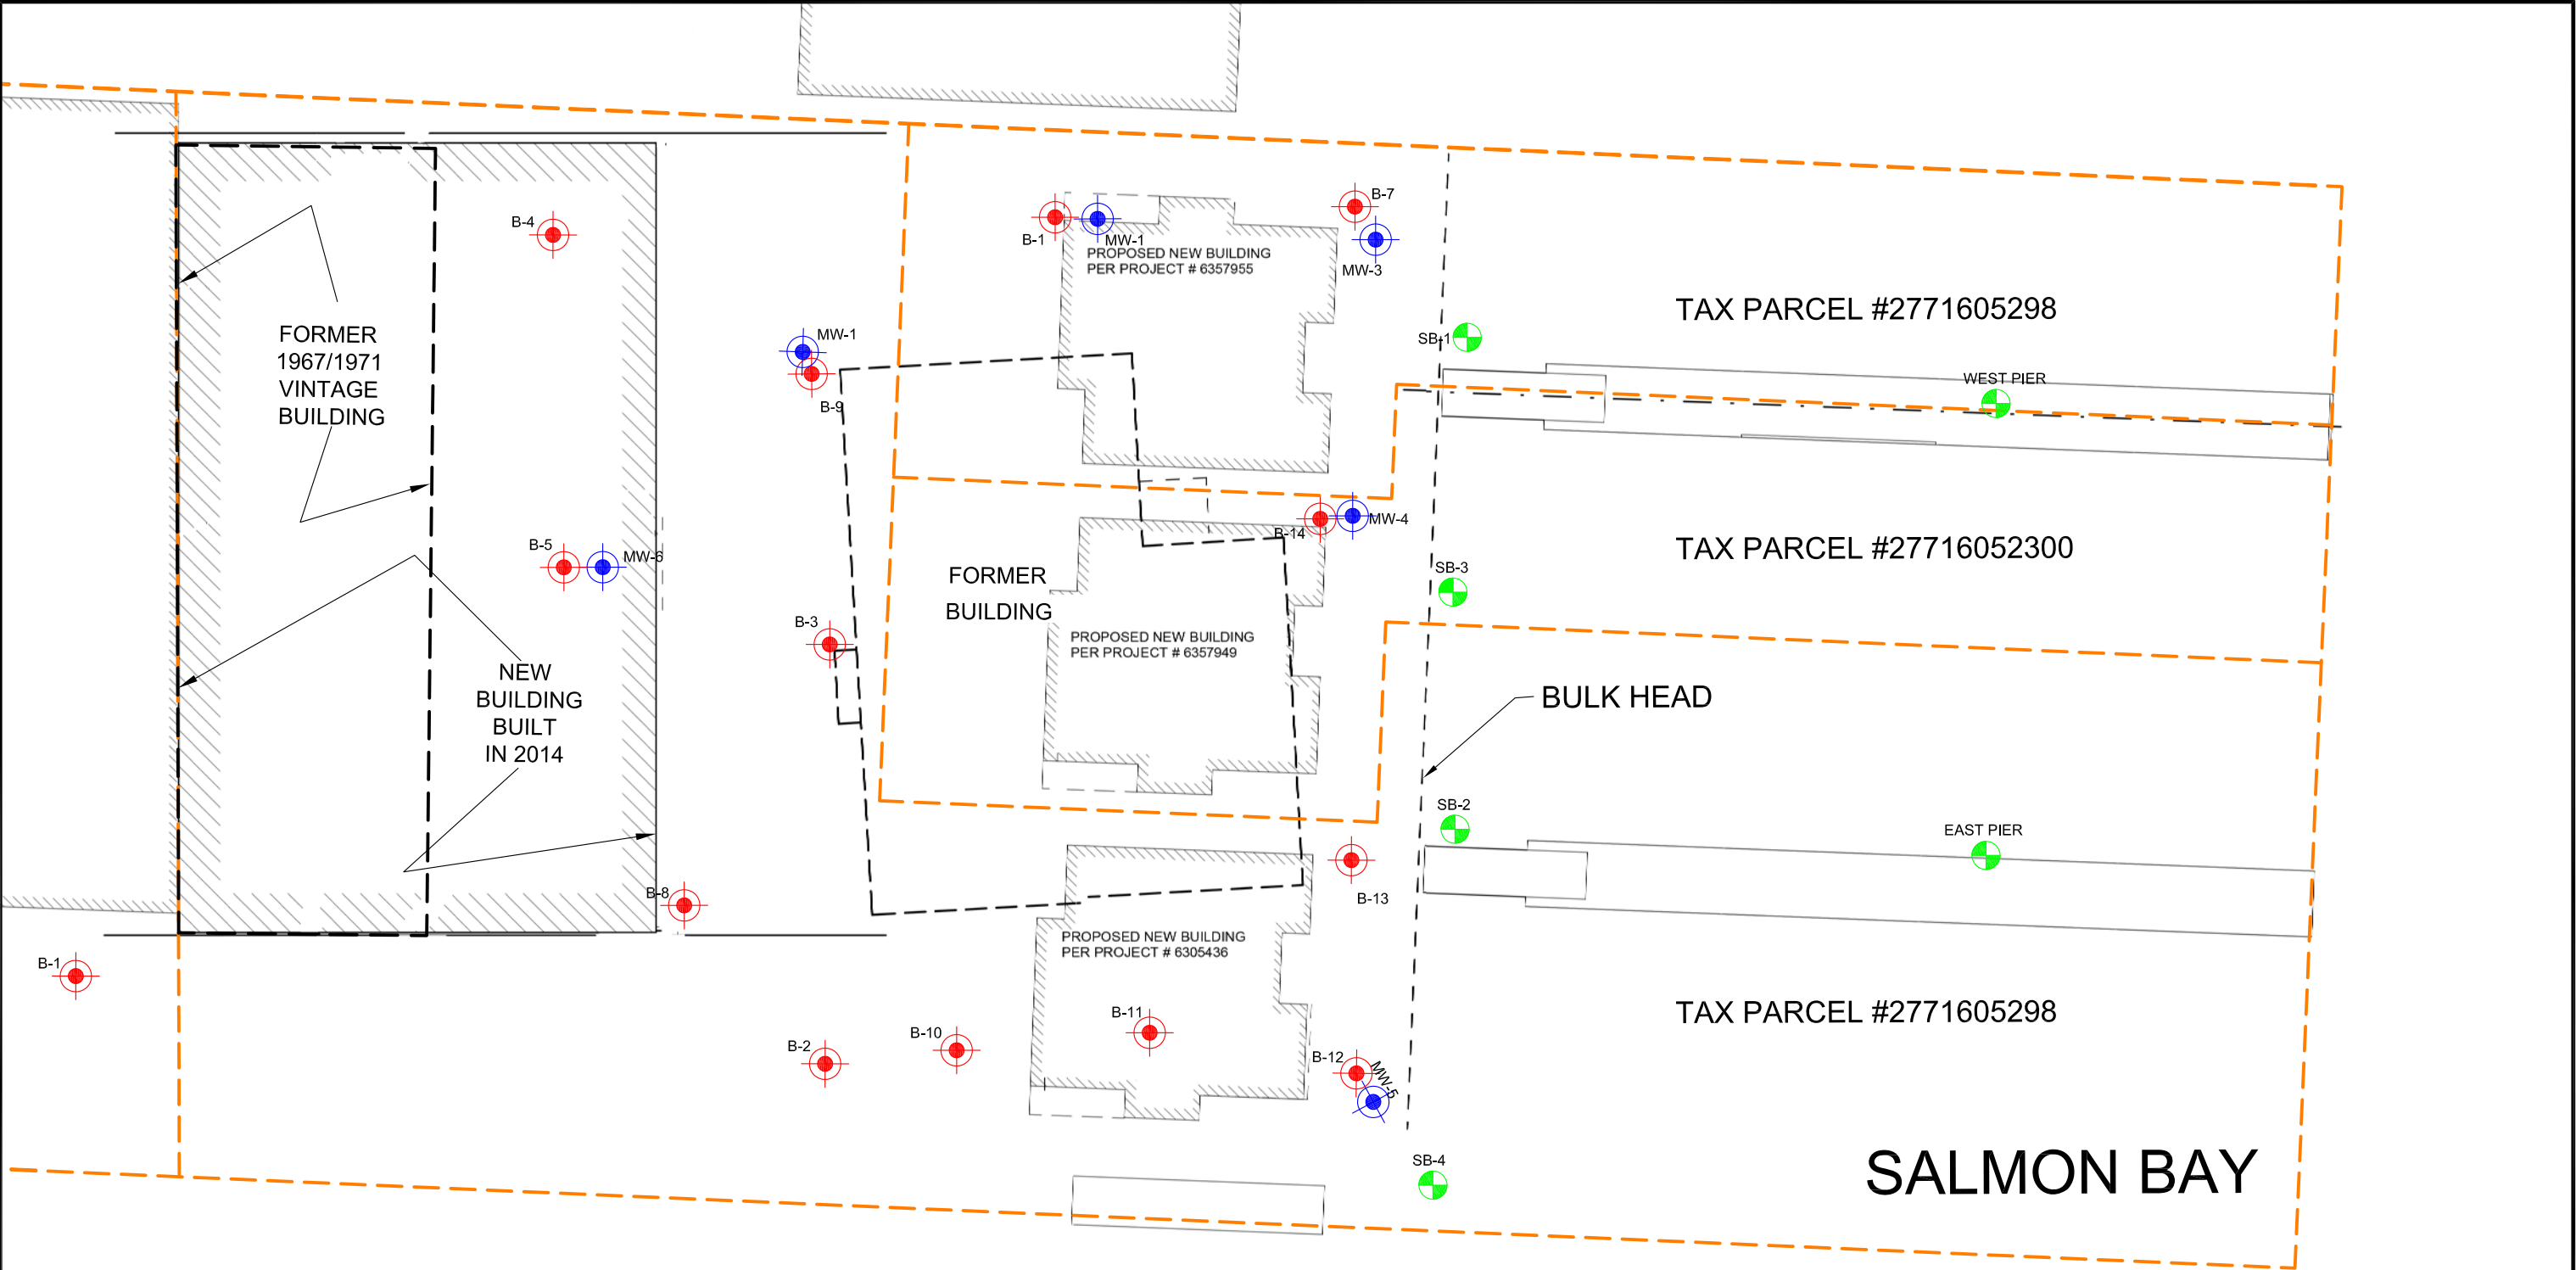 B-4
B-1
MW-1
PROPOSED NEW BUILDING
PER PROJECT # 6357955
B-7
MW-3
TAX PARCEL #2771605298
FORMER
1967/1971
VINTAGE
BUILDING
MW-1
B-9
SB-1
WEST PIER
B-5
MW-6
B-14
MW-4
TAX PARCEL #27716052300
SB-3
FORMER
BUILDING
B-3
PROPOSED NEW BUILDING
PER PROJECT # 6357949
NEW
BUILDING
BUILT
IN 2014
BULK HEAD
SB-2
EAST PIER
B-8
B-13
PROPOSED NEW BUILDING
PER PROJECT # 6305436
B-1
B-2
B-10
B-11
B-12
MW-5
TAX PARCEL #2771605298
SB-4
SALMON BAY